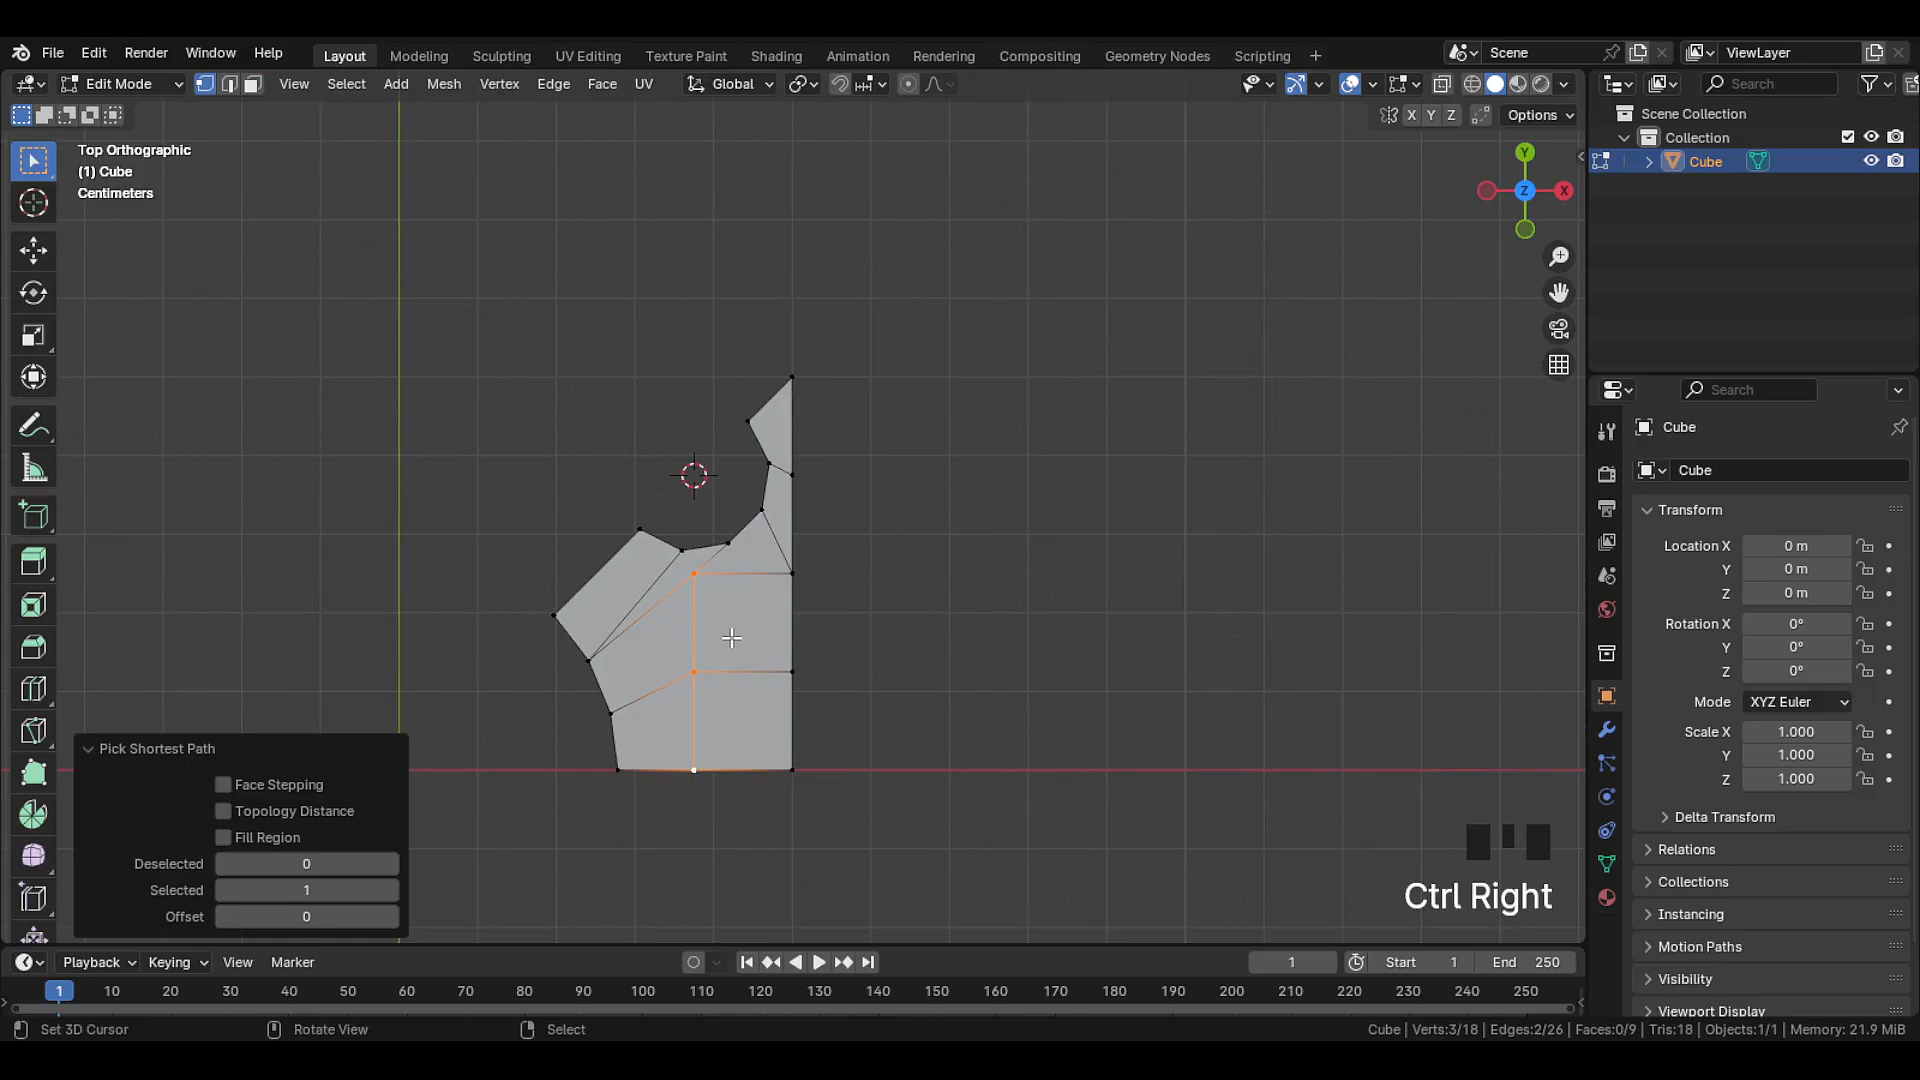 File Edit Render Window Help Layout Modeling Sculpting UV Editing Texture Paint Shading Animation Rendering Compositing Geometry Nodes Scripting + Scene ViewLayer
Edit Mode View Select Add Mesh Vertex Edge Face UV Global Search
X Y Z Options
Scene Collection
Collection
Cube
Top Orthographic
(1) Cube
Centimeters
Y
Z X
Search
Cube
Cube
Transform
Location X 0 m
Y 0 m
Z 0 m
Rotation X 0°
Y 0°
Z 0°
Mode XYZ Euler
Scale X 1.000
Y 1.000
Z 1.000
Delta Transform
Relations
Collections
Instancing
Motion Paths
Visibility
Viewport Display
Pick Shortest Path
Face Stepping
Topology Distance
Fill Region
Deselected 0
Selected 1
Offset 0
Ctrl Right
Playback Keying View Marker 1 Start 1 End 250
1 10 20 30 40 50 60 70 80 90 100 110 120 130 140 150 160 170 180 190 200 210 220 230 240 250
Set 3D Cursor Rotate View Select Cube | Verts:3/18 | Edges:2/26 | Faces:0/9 | Tris:18 | Objects:1/1 | Memory: 21.9 MiB